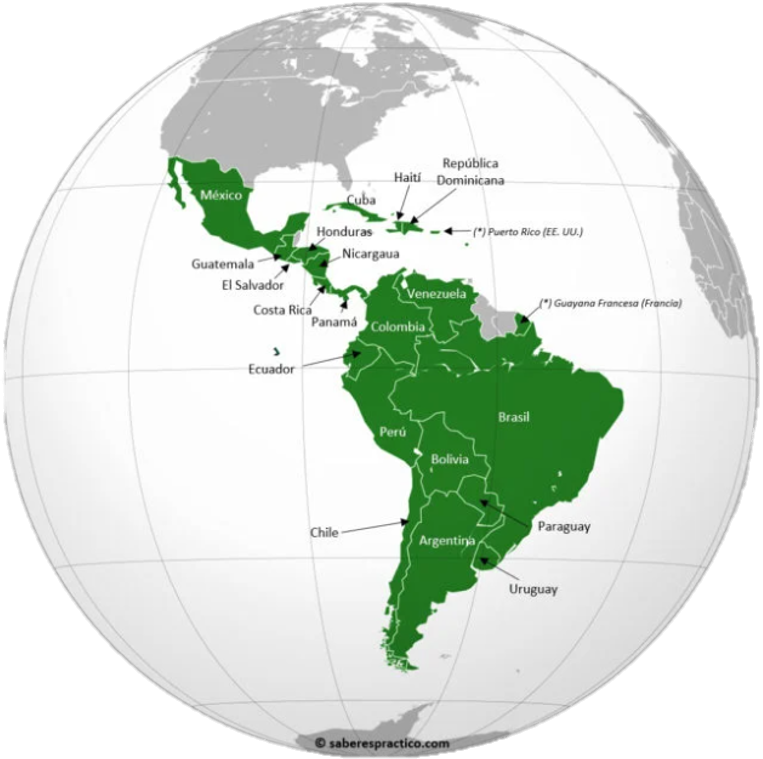 República
Dominicana
Haití
México
Cuba
(*) Puerto Rico (EE. UU.)
Honduras
Nicargaua
Guatemala
El Salvador
Costa Rica
Panamá
Venezuela
(*) Guayana Francesa (Francia)
Colombia
Ecuador
Brasil
Perú
Bolivia
Paraguay
Chile
Argentina
Uruguay
© saberespractico.com